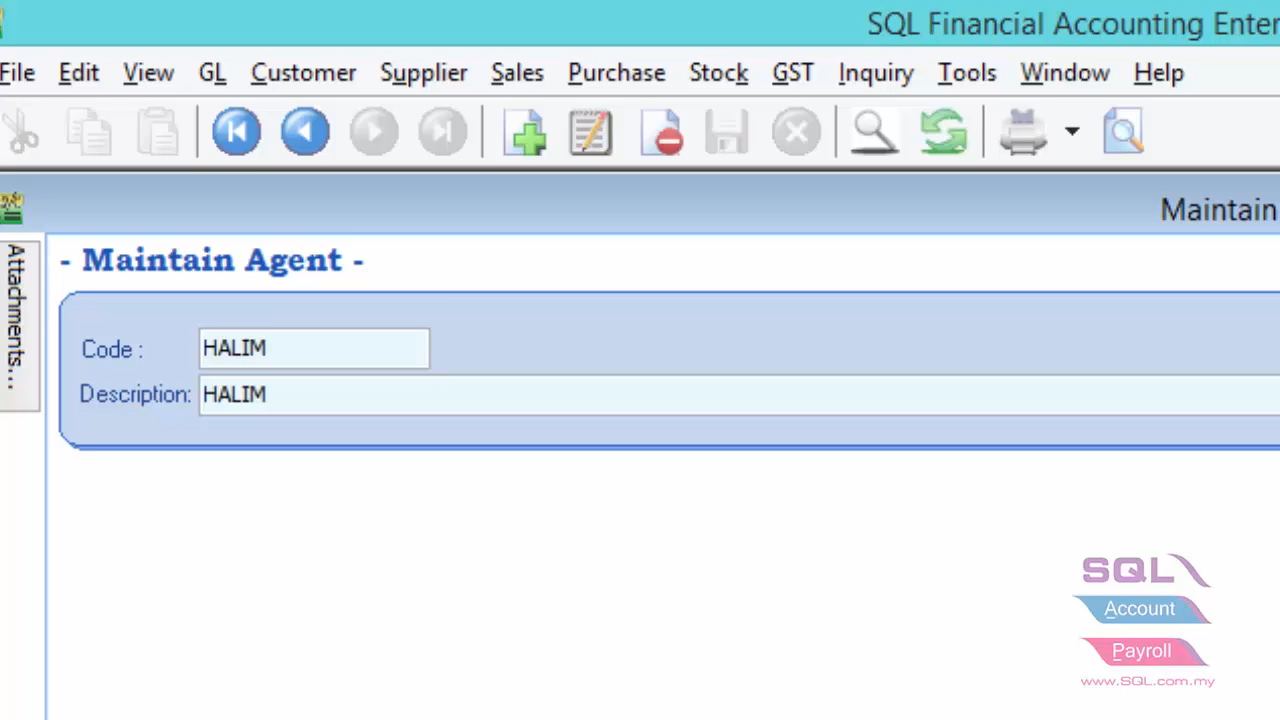 SQL Financial Accounting Enter
File Edit View GL Customer Supplier Sales Purchase Stock GST Inquiry Tools Window Help
Maintain
Attachments...
- Maintain Agent -
Code : HALIM
Description: HALIM
SQL
Account
Payroll
www.SQL.com.my